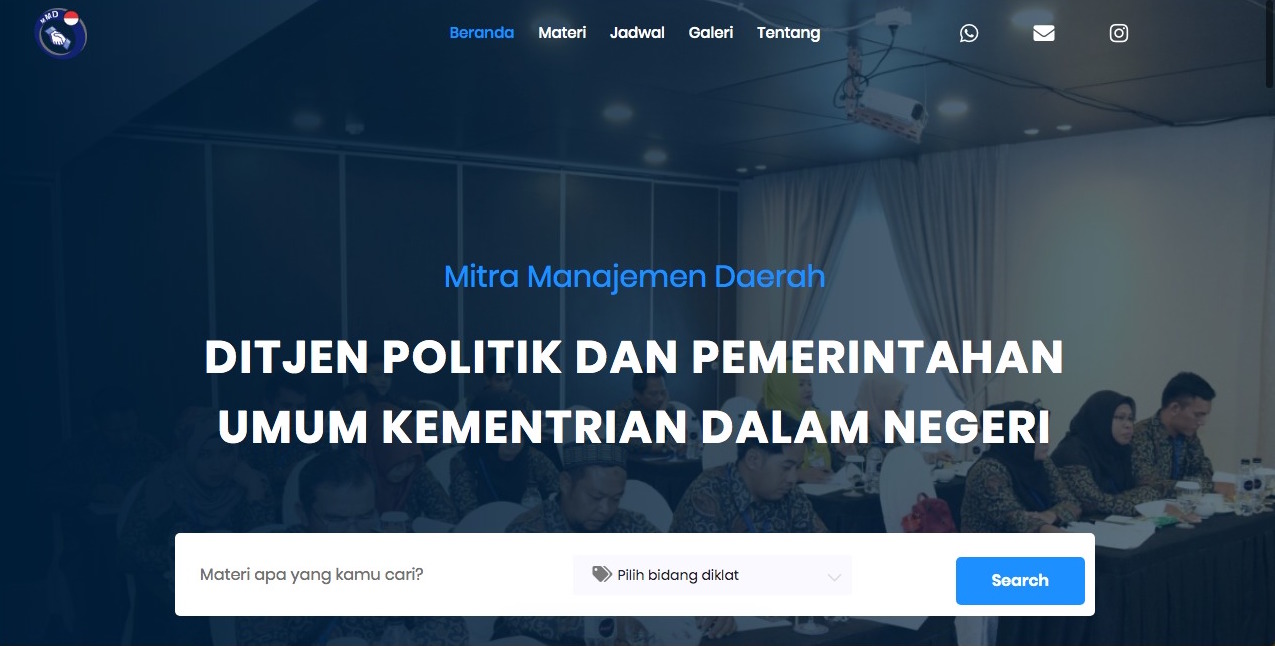 MMD
Beranda Materi Jadwal Galeri Tentang
Mitra Manajemen Daerah
DITJEN POLITIK DAN PEMERINTAHAN
UMUM KEMENTRIAN DALAM NEGERI
Materi apa yang kamu cari?
Pilih bidang diklat
Search